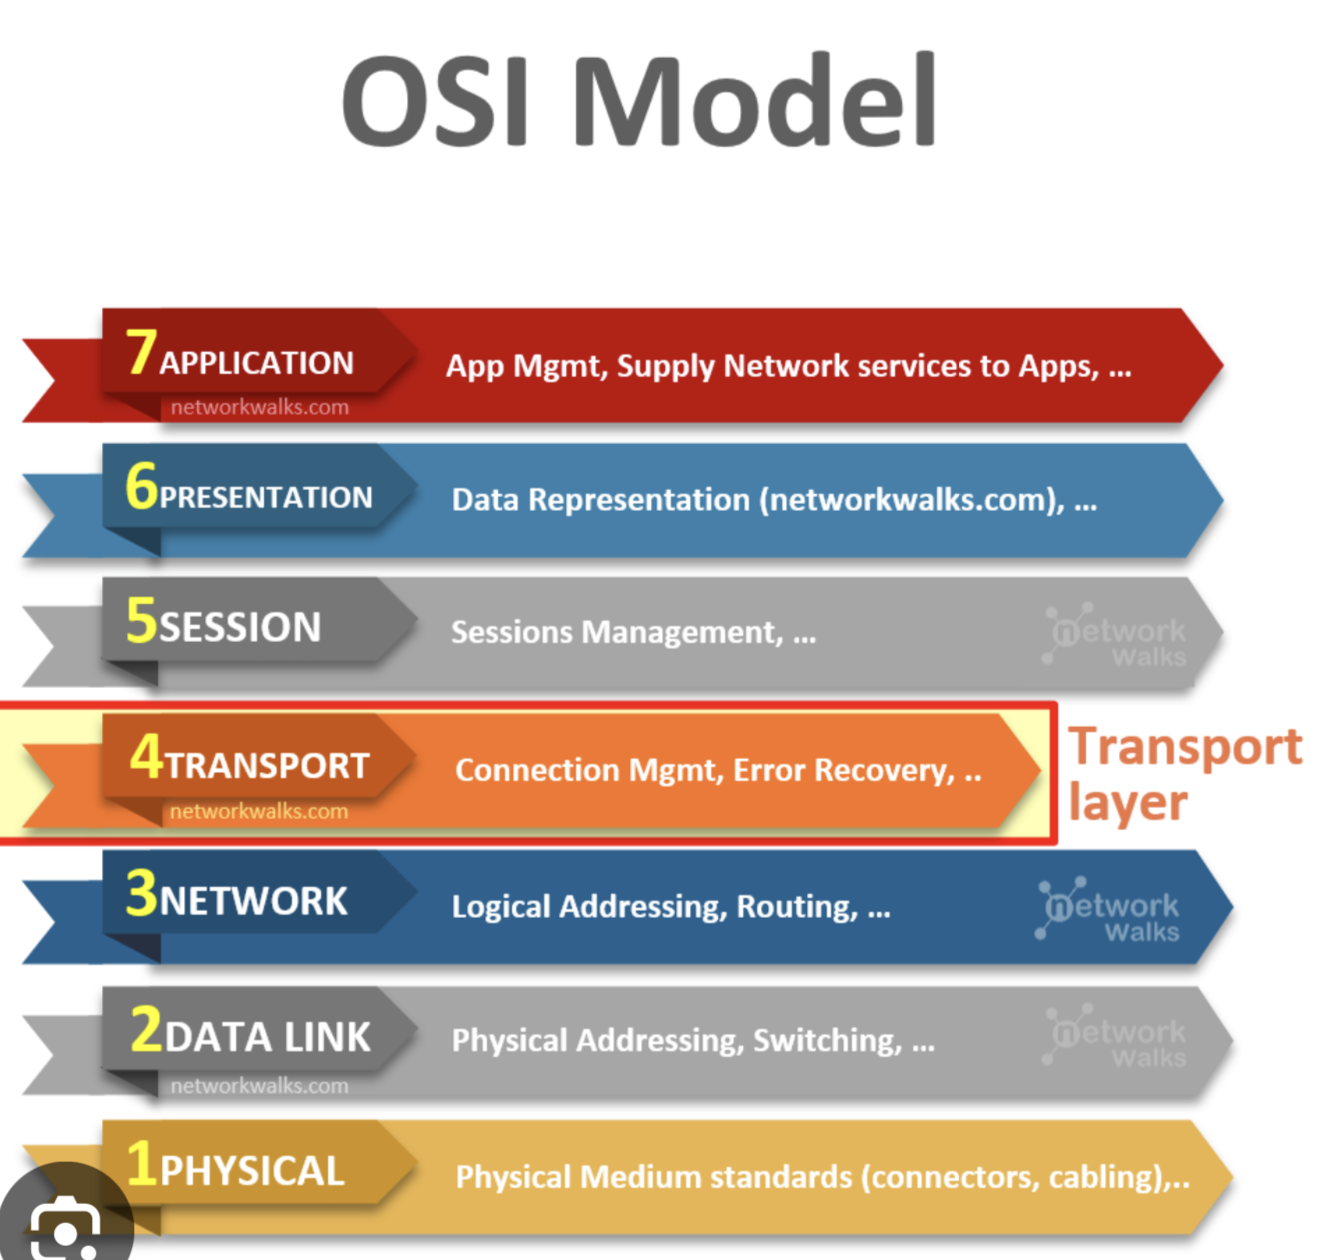 OSI Model
7 APPLICATION
App Mgmt, Supply Network services to Apps, ...
networkwalks.com
6 PRESENTATION
Data Representation (networkwalks.com), ...
5 SESSION
Sessions Management, ...
network
Walks
4 TRANSPORT
Connection Mgmt, Error Recovery, ..
networkwalks.com
Transport
layer
3 NETWORK
Logical Addressing, Routing, ...
network
Walks
2 DATA LINK
Physical Addressing, Switching, ...
networkwalks.com
network
Walks
1 PHYSICAL
Physical Medium standards (connectors, cabling),..